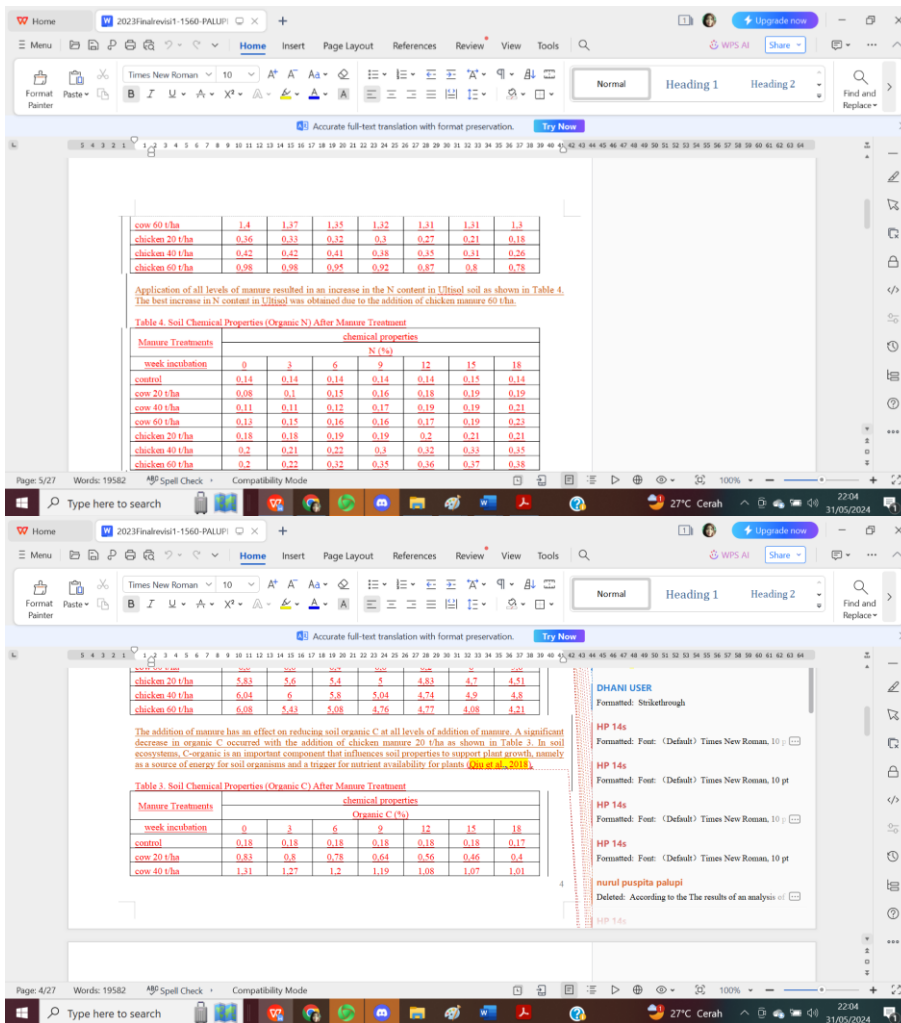 Home 2023Finalrevisi1-1560-PALUPI Upgrade now
Menu Home Insert Page Layout References Review View Tools WPS AI Share
Format Painter Paste Times New Roman 10 Normal Heading 1 Heading 2 Find and Replace
Accurate full-text translation with format preservation. Try Now
cow 60 t/ha 1,4 1,37 1,35 1,32 1,31 1,31 1,3
chicken 20 t/ha 0,36 0,33 0,32 0,3 0,27 0,21 0,18
chicken 40 t/ha 0,42 0,42 0,41 0,38 0,35 0,31 0,26
chicken 60 t/ha 0,98 0,98 0,95 0,92 0,87 0,8 0,78
Application of all levels of manure resulted in an increase in the N content in Ultisol soil as shown in Table 4.
The best increase in N content in Ultisol was obtained due to the addition of chicken manure 60 t/ha.
Table 4. Soil Chemical Properties (Organic N) After Manure Treatment
Manure Treatments chemical properties
N (%)
week incubation 0 3 6 9 12 15 18
control 0,14 0,14 0,14 0,14 0,14 0,15 0,14
cow 20 t/ha 0,08 0,1 0,15 0,16 0,18 0,19 0,19
cow 40 t/ha 0,11 0,11 0,12 0,17 0,19 0,19 0,21
cow 60 t/ha 0,13 0,15 0,16 0,16 0,17 0,19 0,23
chicken 20 t/ha 0,18 0,18 0,19 0,19 0,2 0,21 0,21
chicken 40 t/ha 0,2 0,21 0,22 0,3 0,32 0,33 0,35
chicken 60 t/ha 0,2 0,22 0,32 0,35 0,36 0,37 0,38
Page: 5/27 Words: 19582 Spell Check Compatibility Mode 100%
Type here to search 27°C Cerah 22:04
31/05/2024
Home 2023Finalrevisi1-1560-PALUPI Upgrade now
Menu Home Insert Page Layout References Review View Tools WPS AI Share
Format Painter Paste Times New Roman 10 Normal Heading 1 Heading 2 Find and Replace
Accurate full-text translation with format preservation. Try Now
chicken 20 t/ha 5,83 5,6 5,4 5 4,83 4,7 4,51
chicken 40 t/ha 6,04 6 5,8 5,04 4,74 4,9 4,8
chicken 60 t/ha 6,08 5,43 5,08 4,76 4,77 4,08 4,21
The addition of manure has an effect on reducing soil organic C at all levels of addition of manure. A significant
decrease in organic C occurred with the addition of chicken manure 20 t/ha as shown in Table 3. In soil
ecosystems, C-organic is an important component that influences soil properties to support plant growth, namely
as a source of energy for soil organisms and a trigger for nutrient availability for plants (Qiu et al., 2018).
Table 3. Soil Chemical Properties (Organic C) After Manure Treatment
Manure Treatments chemical properties
Organic C (%)
week incubation 0 3 6 9 12 15 18
control 0,18 0,18 0,18 0,18 0,18 0,18 0,17
cow 20 t/ha 0,83 0,8 0,78 0,64 0,56 0,46 0,4
cow 40 t/ha 1,31 1,27 1,2 1,19 1,08 1,07 1,01
4
DHANI USER
Formatted: Strikethrough
HP 14s
Formatted: Font: (Default) Times New Roman, 10 p
HP 14s
Formatted: Font: (Default) Times New Roman, 10 pt
HP 14s
Formatted: Font: (Default) Times New Roman, 10 p
HP 14s
Formatted: Font: (Default) Times New Roman, 10 pt
nurul puspita palupi
Deleted: According to the The results of an analysis of
HP 14s
Page: 4/27 Words: 19582 Spell Check Compatibility Mode 100%
Type here to search 27°C Cerah 22:04
31/05/2024